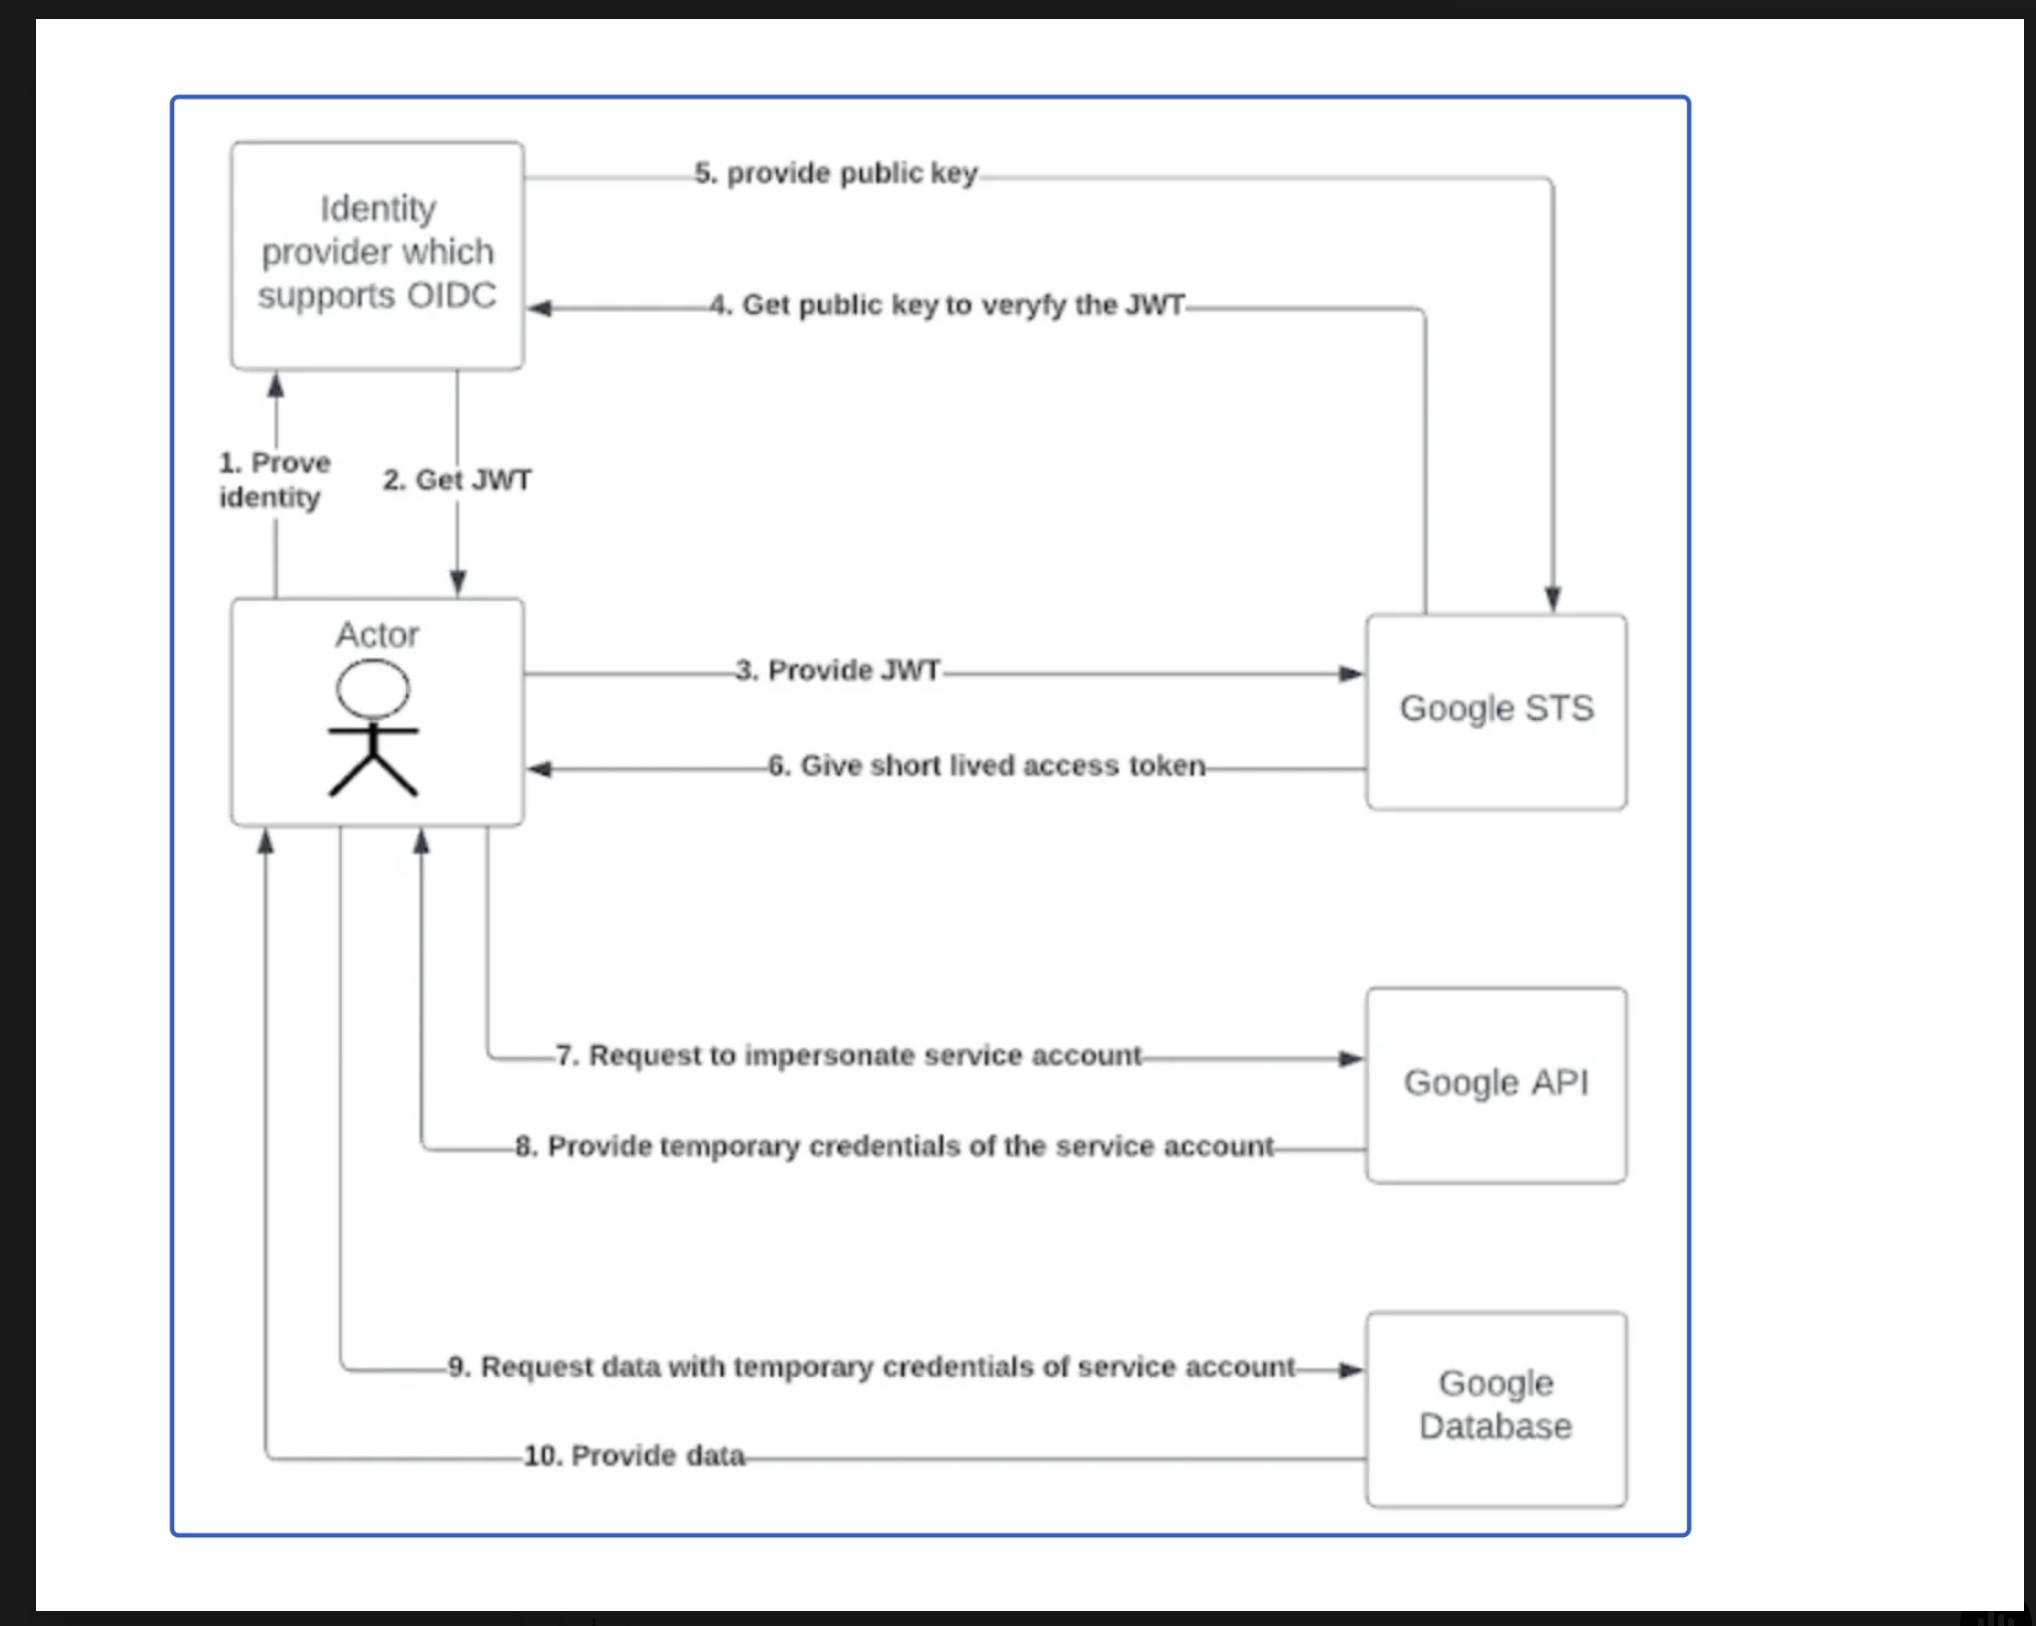 5. provide public key
Identity
provider which
supports OIDC
4. Get public key to veryfy the JWT
1. Prove
identity
2. Get JWT
Actor
3. Provide JWT
Google STS
6. Give short lived access token
7. Request to impersonate service account
Google API
8. Provide temporary credentials of the service account
9. Request data with temporary credentials of service account
Google
Database
10. Provide data